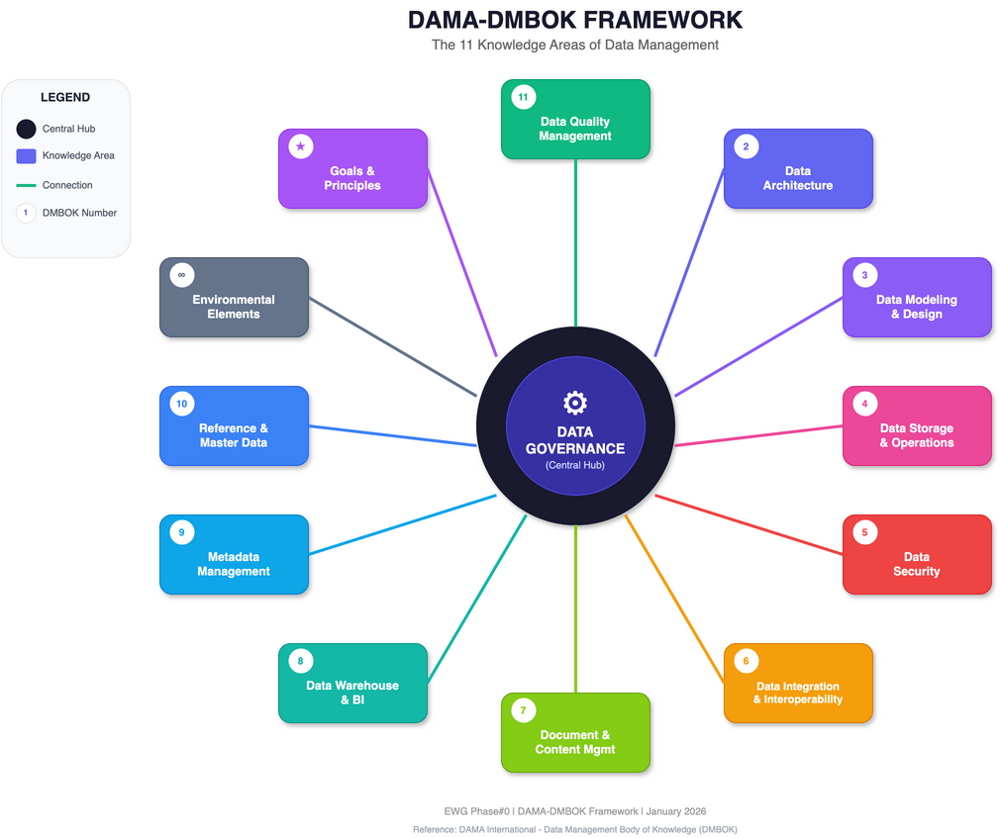 DAMA-DMBOK FRAMEWORK
The 11 Knowledge Areas of Data Management
LEGEND
Central Hub
Knowledge Area
Connection
1 DMBOK Number
11
Data Quality
Management
★
Goals &
Principles
2
Data
Architecture
∞
Environmental
Elements
3
Data Modeling
& Design
10
Reference &
Master Data
DATA
GOVERNANCE
(Central Hub)
4
Data Storage
& Operations
9
Metadata
Management
5
Data
Security
8
Data Warehouse
& BI
6
Data Integration
& Interoperability
7
Document &
Content Mgmt
EWG Phase#0 | DAMA-DMBOK Framework | January 2026
Reference: DAMA International - Data Management Body of Knowledge (DMBOK)